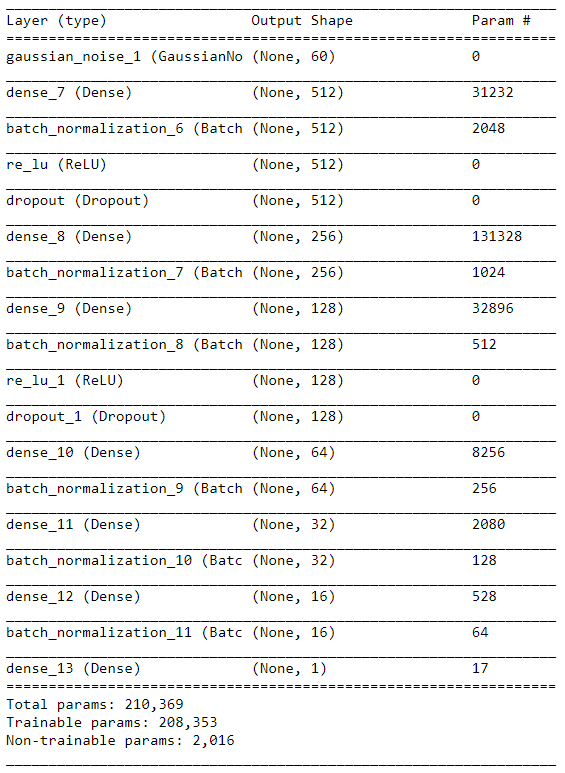 Layer (type) Output Shape Param #
gaussian_noise_1 (GaussianNo (None, 60) 0
dense_7 (Dense) (None, 512) 31232
batch_normalization_6 (Batch (None, 512) 2048
re_lu (ReLU) (None, 512) 0
dropout (Dropout) (None, 512) 0
dense_8 (Dense) (None, 256) 131328
batch_normalization_7 (Batch (None, 256) 1024
dense_9 (Dense) (None, 128) 32896
batch_normalization_8 (Batch (None, 128) 512
re_lu_1 (ReLU) (None, 128) 0
dropout_1 (Dropout) (None, 128) 0
dense_10 (Dense) (None, 64) 8256
batch_normalization_9 (Batch (None, 64) 256
dense_11 (Dense) (None, 32) 2080
batch_normalization_10 (Batc (None, 32) 128
dense_12 (Dense) (None, 16) 528
batch_normalization_11 (Batc (None, 16) 64
dense_13 (Dense) (None, 1) 17
Total params: 210,369
Trainable params: 208,353
Non-trainable params: 2,016